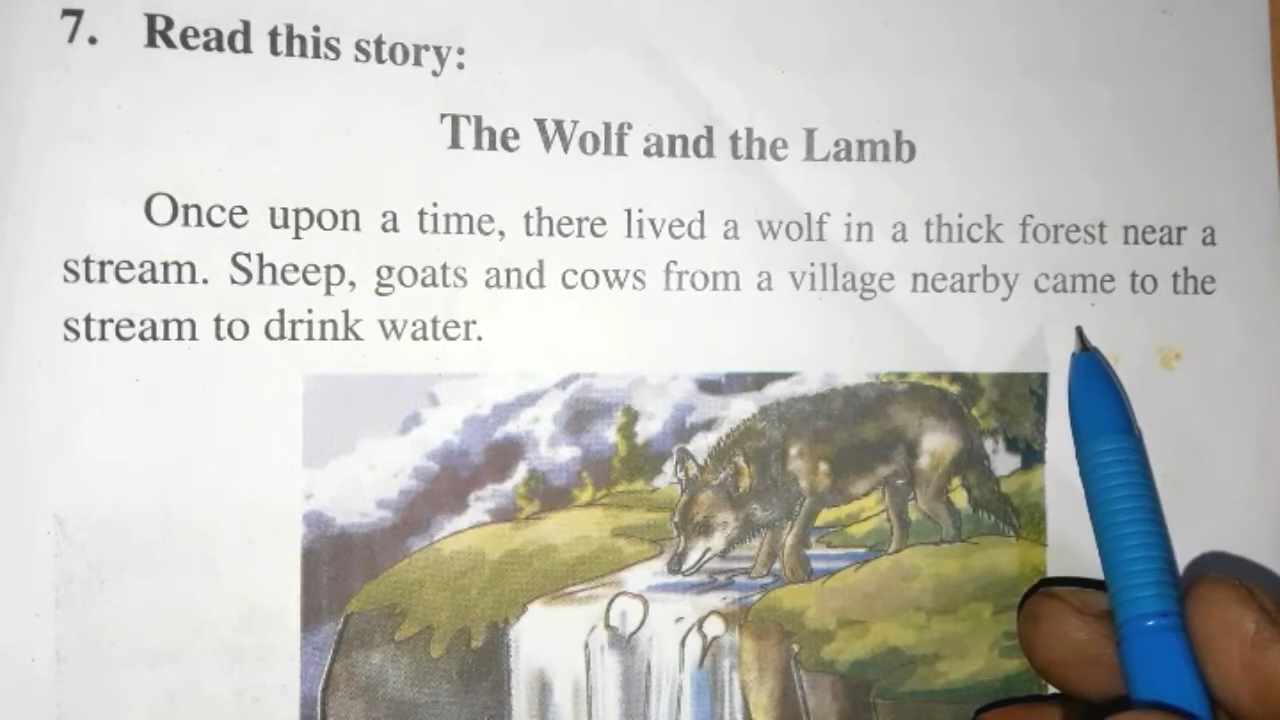 7. Read this story:
The Wolf and the Lamb
Once upon a time, there lived a wolf in a thick forest near a
stream. Sheep, goats and cows from a village nearby came to the
stream to drink water.